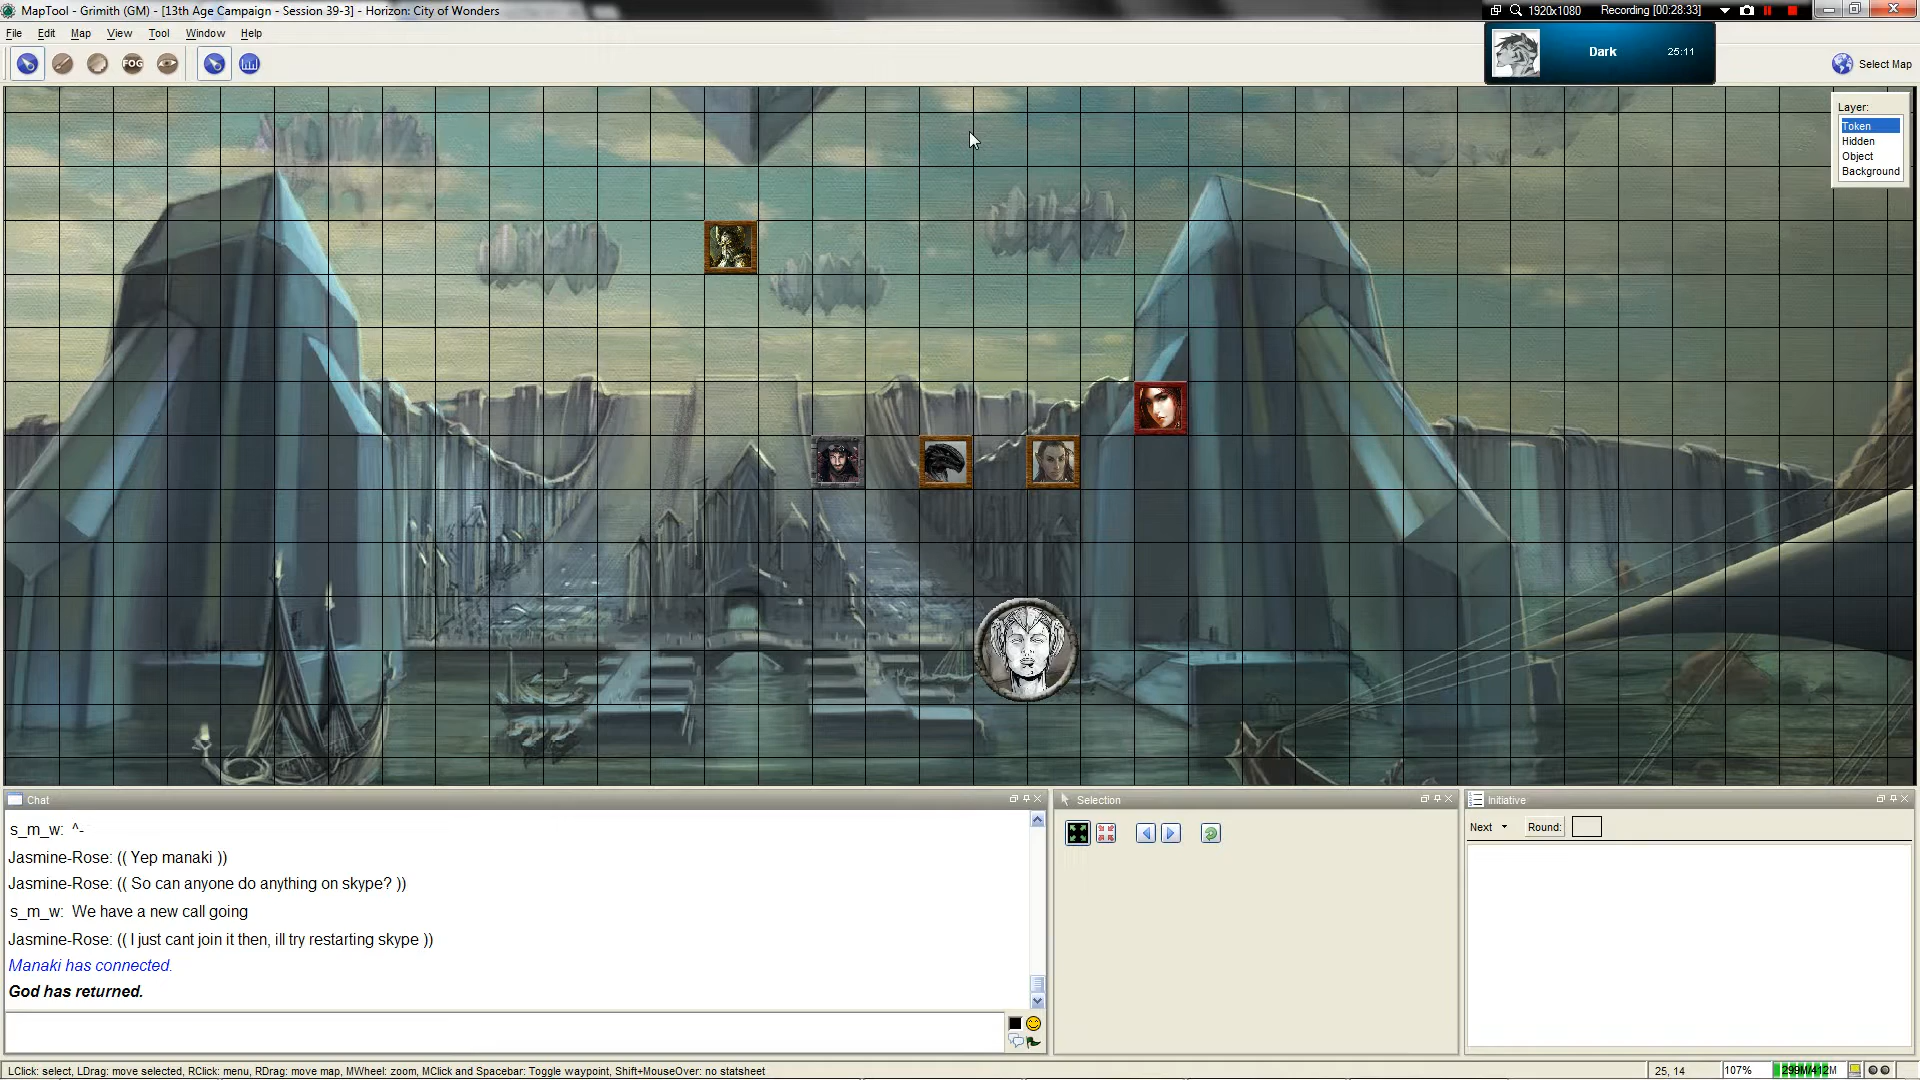 MapTool - Grimith (GM) - [13th Age Campaign - Session 39-3] - Horizon: City of Wonders
1920x1080
Recording [00:28:33]
File Edit Map View Tool Window Help
FOG
Dark
25:11
Select Map
Layer:
Token
Hidden
Object
Background
Chat
s_m_w: ^-
Jasmine-Rose: (( Yep manaki ))
Jasmine-Rose: (( So can anyone do anything on skype? ))
s_m_w: We have a new call going
Jasmine-Rose: (( I just cant join it then, ill try restarting skype ))
Manaki has connected.
God has returned.
Selection
Initiative
Next
Round:
LClick: select, LDrag: move selected, RClick: menu, RDrag: move map, MWheel: zoom, MClick and Spacebar: Toggle waypoint, Shift+MouseOver: no statsheet
25, 14
107%
299M/412M